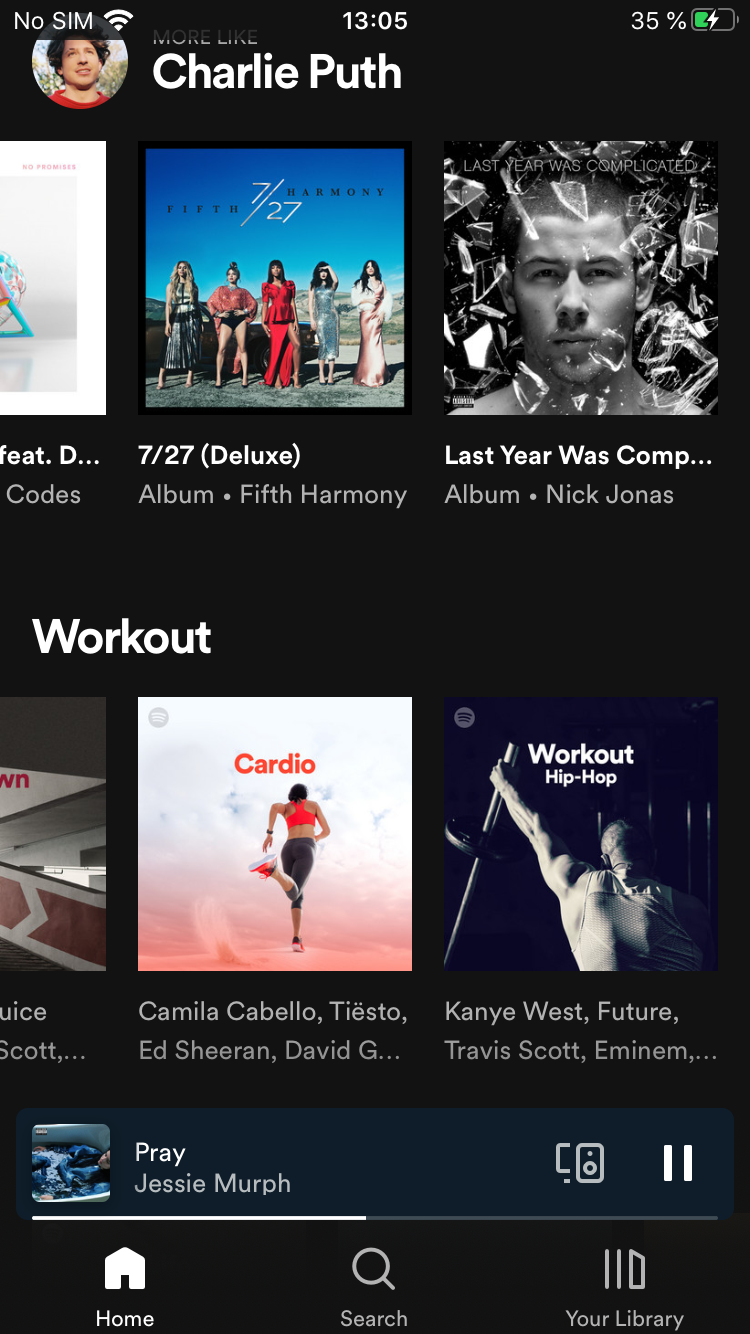 No SIM 13:05 35 %
MORE LIKE
Charlie Puth
NO PROMISES
FIFTH 7/27 HARMONY
LAST YEAR WAS COMPLICATED
feat. D...
Codes
7/27 (Deluxe)
Album • Fifth Harmony
Last Year Was Comp...
Album • Nick Jonas
Workout
wn
Cardio
Workout
Hip-Hop
uice
Scott,...
Camila Cabello, Tiësto,
Ed Sheeran, David G...
Kanye West, Future,
Travis Scott, Eminem,...
Pray
Jessie Murph
Home
Search
Your Library